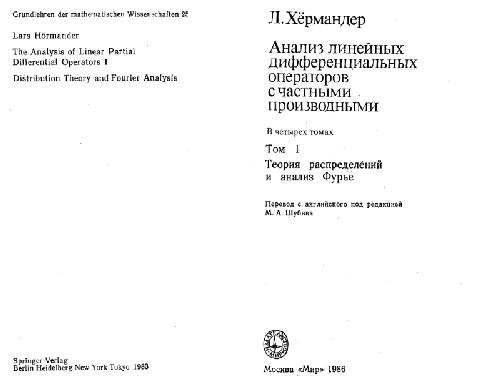 Grundlehren der mathematischen Wissenschaften 25
Lars Hörmander
The Analysis of Linear Partial
Differential Operators I
Distribution Theory and Fourier Analysis
Springer Verlag
Berlin Heidelberg New York Tokyo 1983
Л. Хёрмандер
Анализ линейных
дифференциальных
операторов
с частными
производными
В четырех томах
Том 1
Теория распределений
и анализ Фурье
Перевод с английского под редакцией
М. А. Шубина
Москва «Мир» 1986